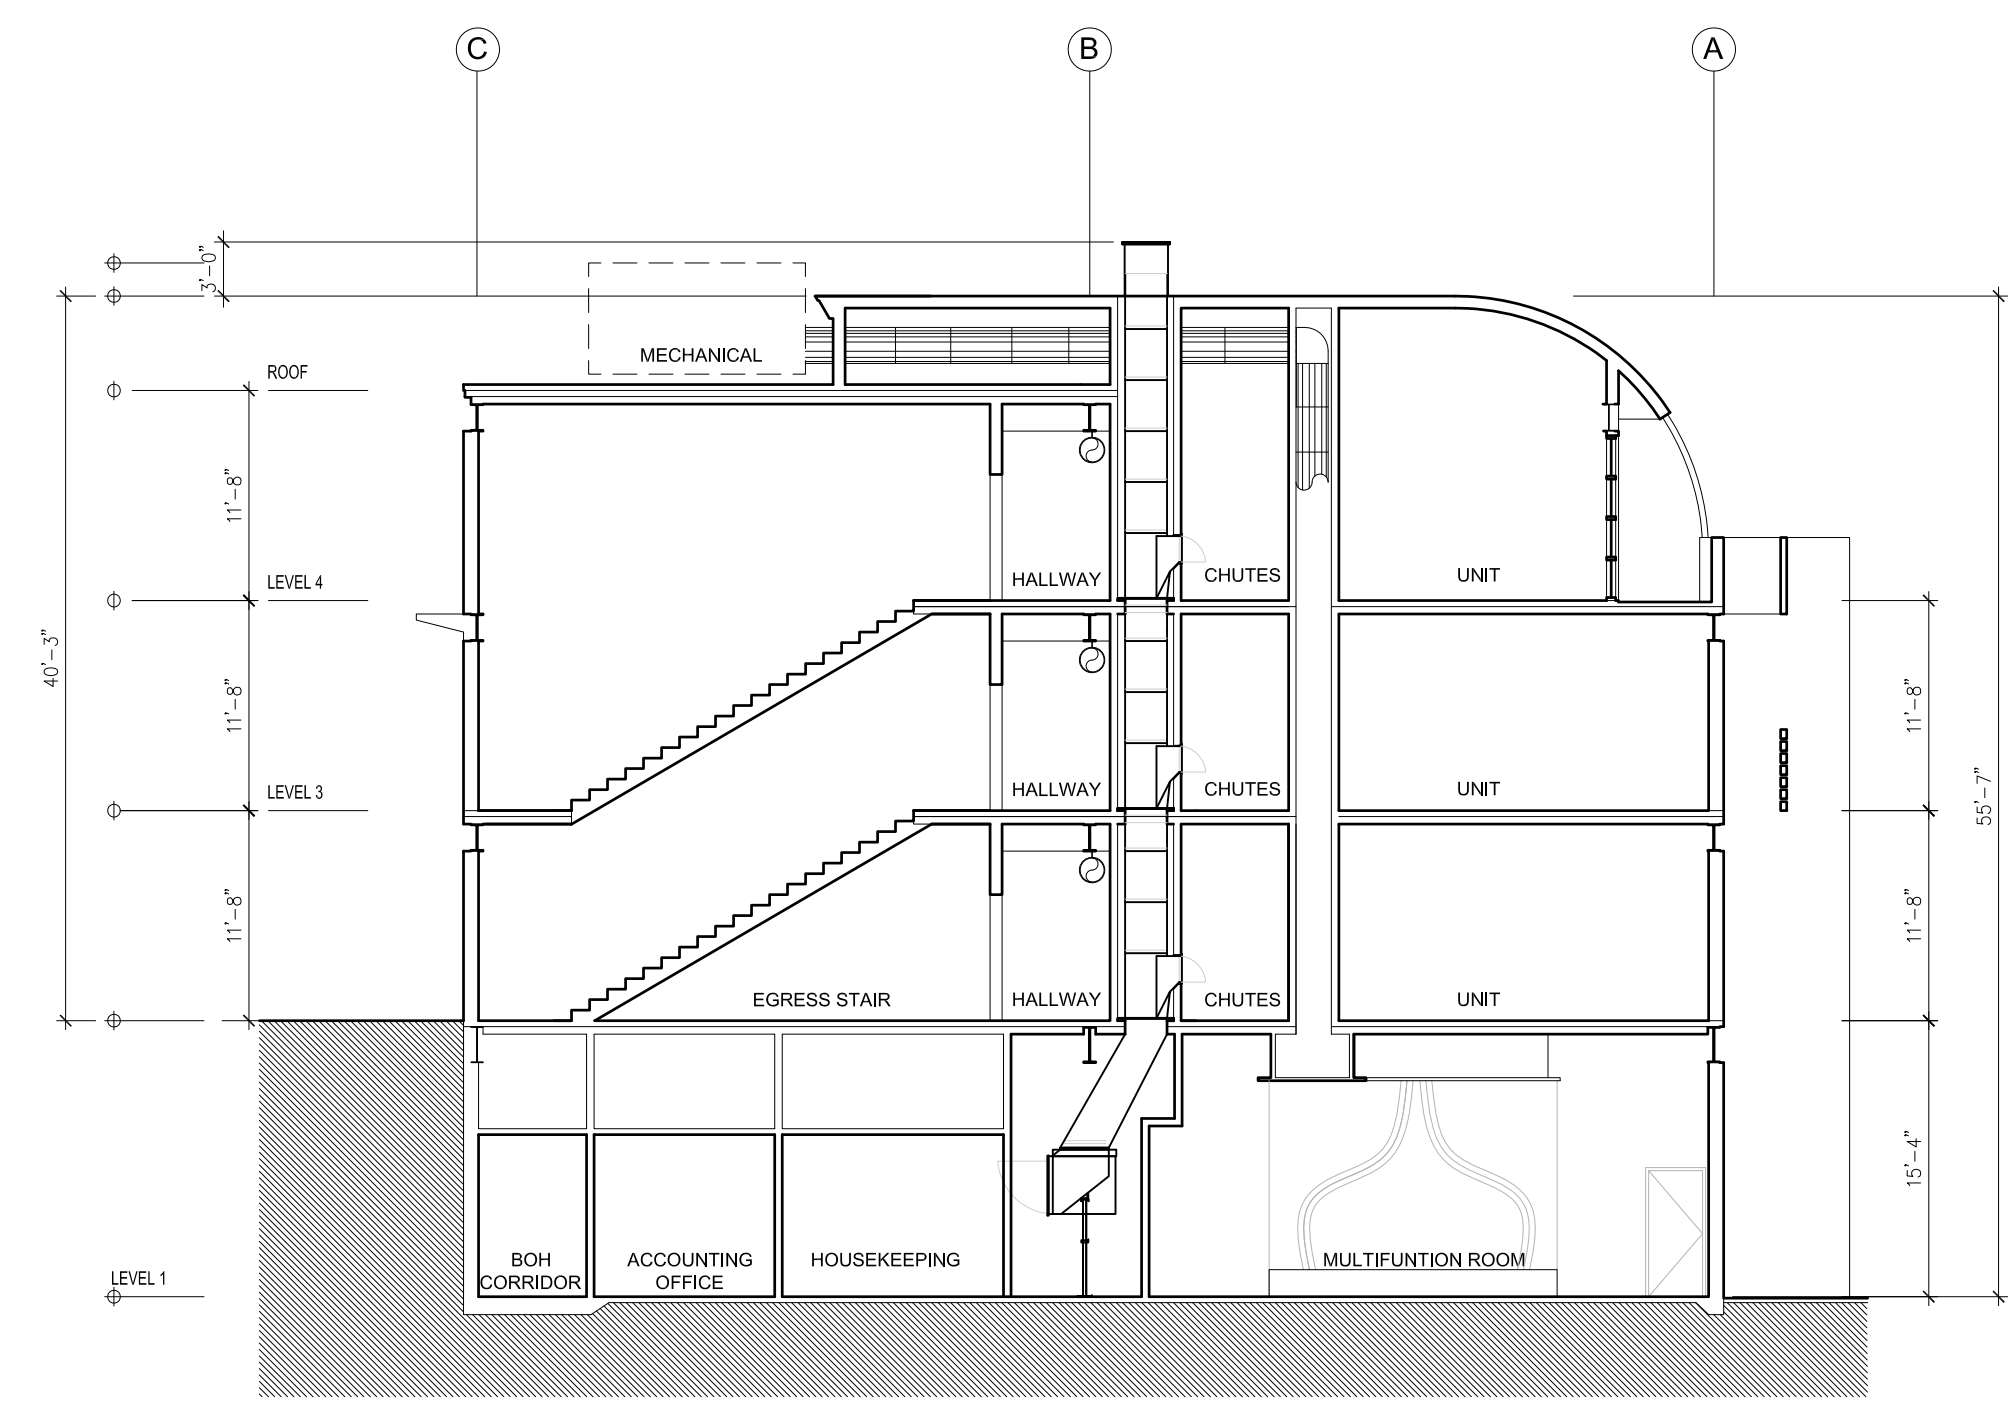 C
B
A
3'-0"
MECHANICAL
ROOF
11'-8"
LEVEL 4
HALLWAY
CHUTES
UNIT
40'-3"
11'-8"
11'-8"
LEVEL 3
HALLWAY
CHUTES
UNIT
55'-7"
11'-8"
11'-8"
EGRESS STAIR
HALLWAY
CHUTES
UNIT
15'-4"
BOH
CORRIDOR
ACCOUNTING
OFFICE
HOUSEKEEPING
MULTIFUNTION ROOM
LEVEL 1